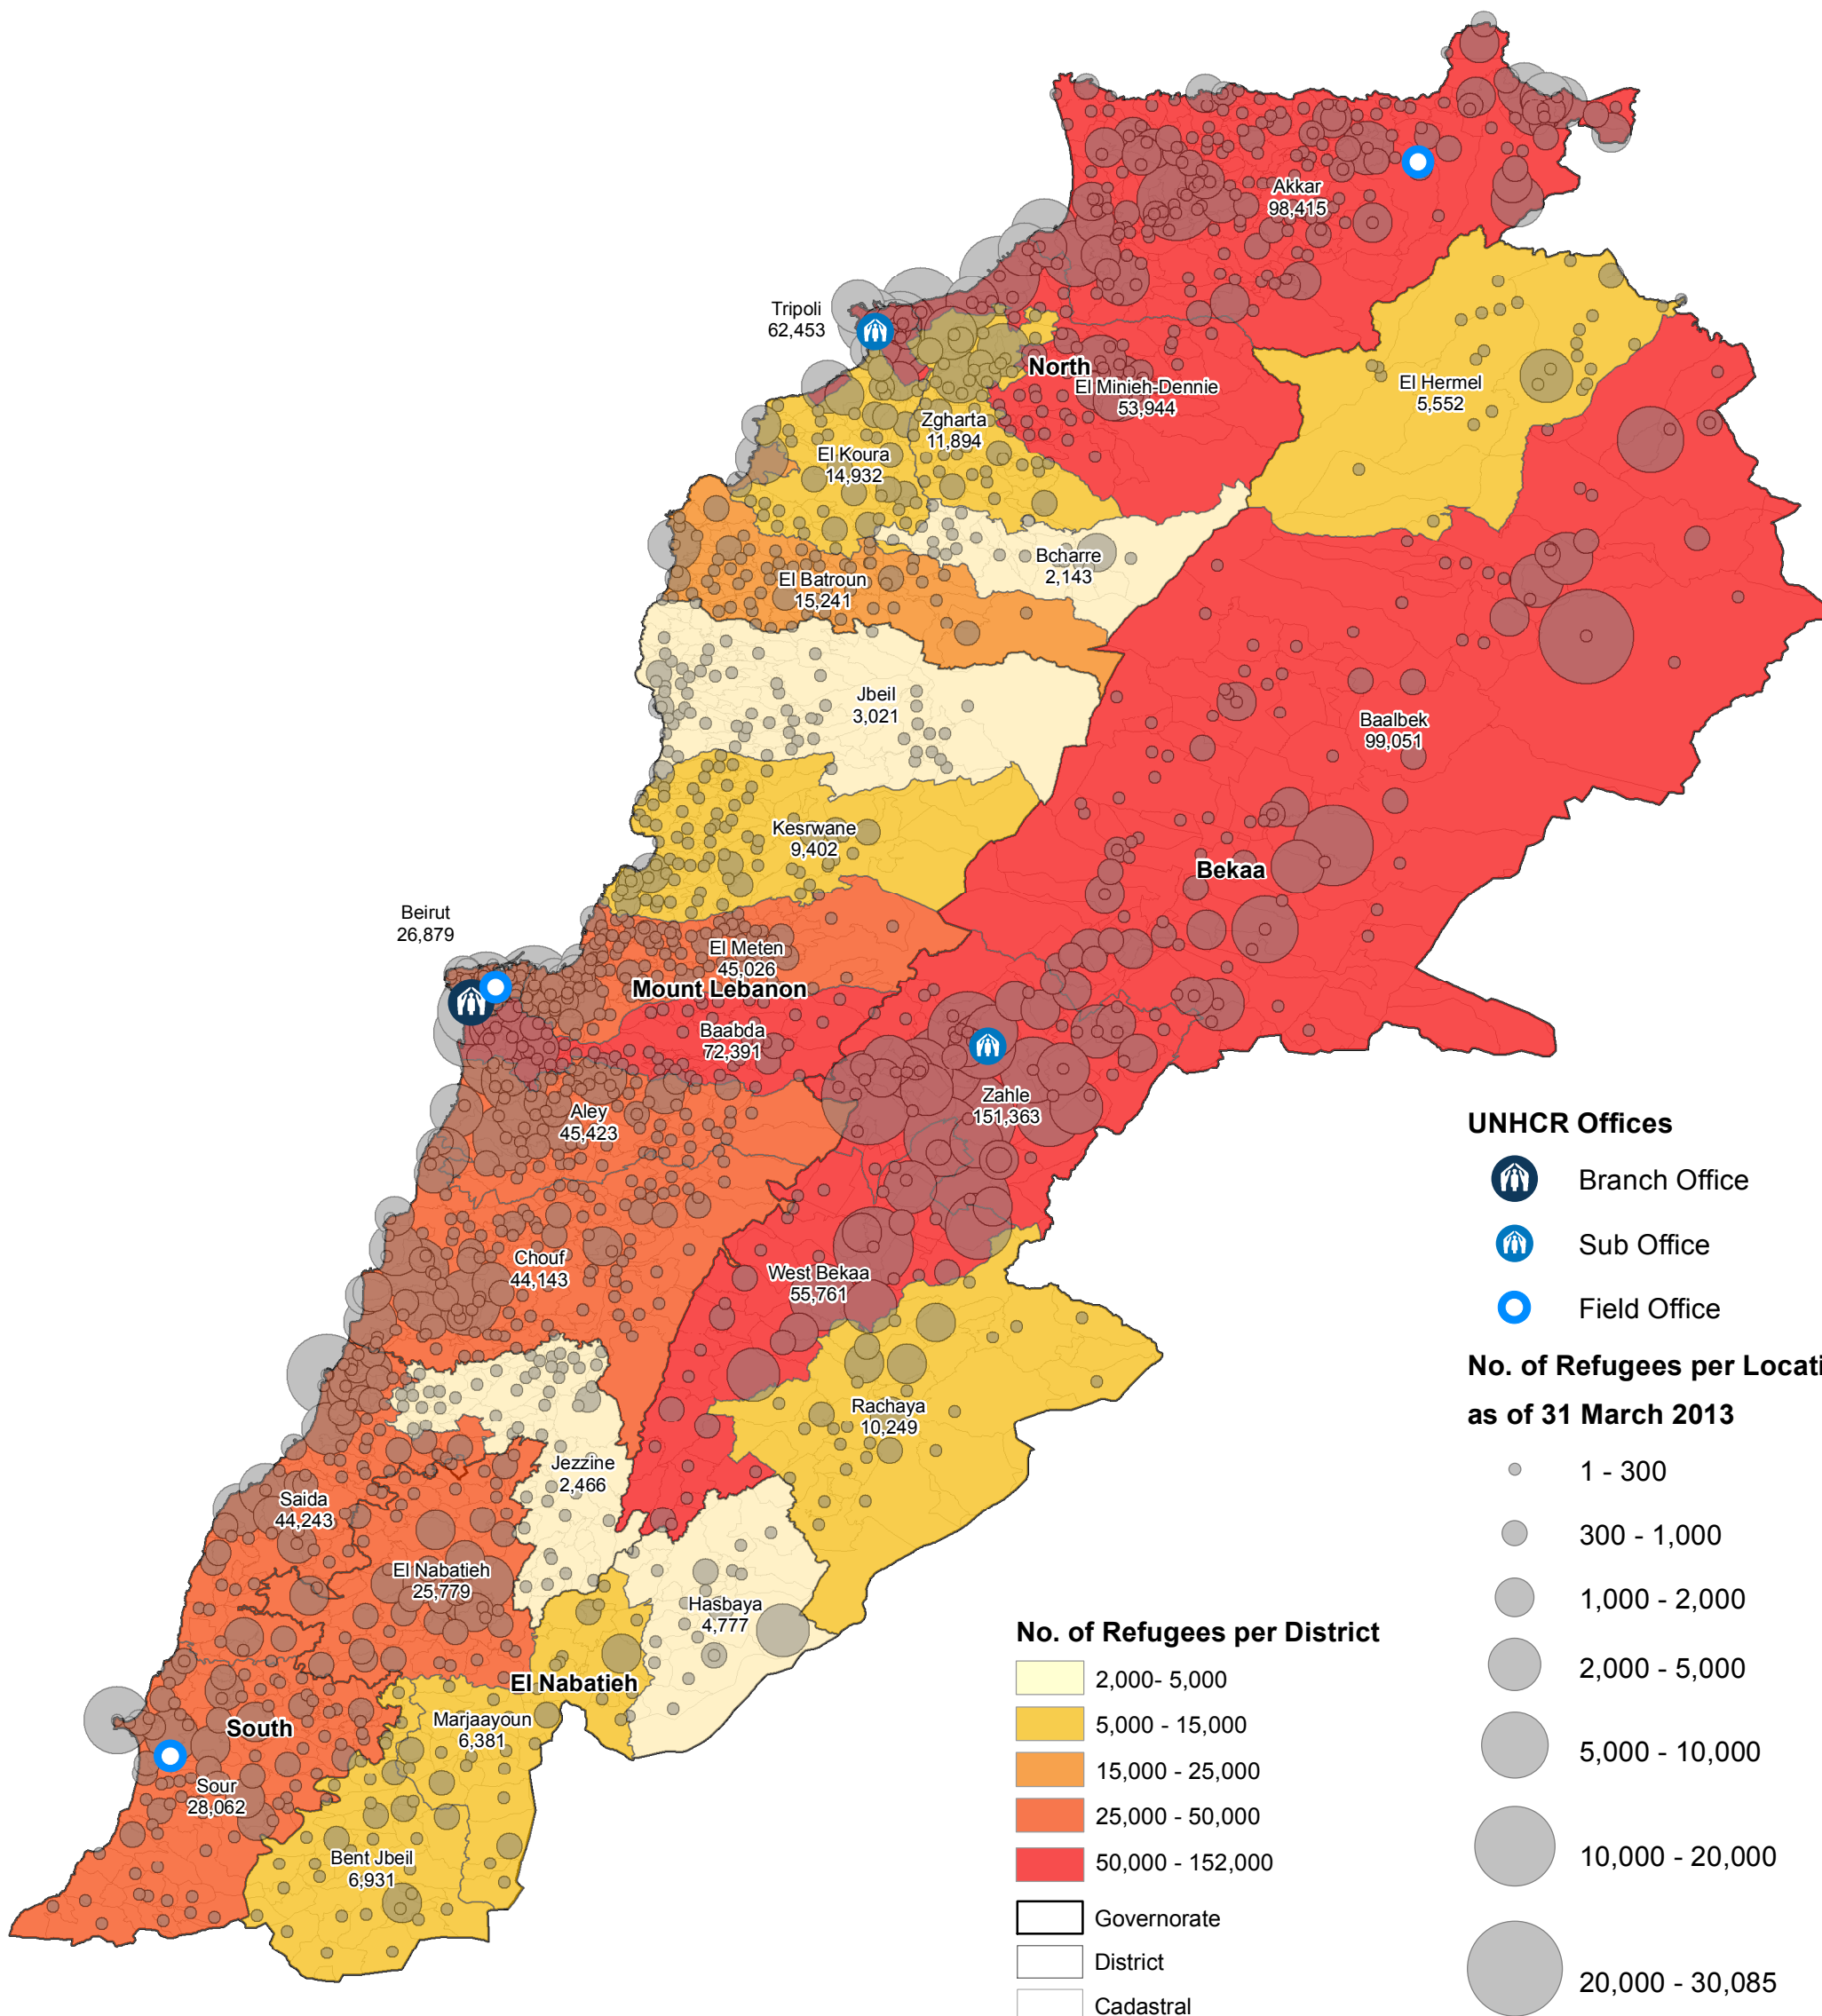 Akkar
98,415
Tripoli
62,453
North
El Minieh-Dennie
53,944
El Hermel
5,552
Zgharta
11,894
El Koura
14,932
Bcharre
2,143
El Batroun
15,241
Jbeil
3,021
Baalbek
99,051
Kesrwane
9,402
Bekaa
Beirut
26,879
El Meten
45,026
Mount Lebanon
Baabda
72,391
Zahle
151,363
Aley
45,423
Chouf
44,143
West Bekaa
55,761
Rachaya
10,249
Jezzine
2,466
Saida
44,243
El Nabatieh
25,779
Hasbaya
4,777
El Nabatieh
Marjaayoun
6,381
South
Sour
28,062
Bent Jbeil
6,931
UNHCR Offices
Branch Office
Sub Office
Field Office
No. of Refugees per Locati
as of 31 March 2013
1 - 300
300 - 1,000
1,000 - 2,000
2,000 - 5,000
5,000 - 10,000
10,000 - 20,000
20,000 - 30,085
No. of Refugees per District
2,000- 5,000
5,000 - 15,000
15,000 - 25,000
25,000 - 50,000
50,000 - 152,000
Governorate
District
Cadastral